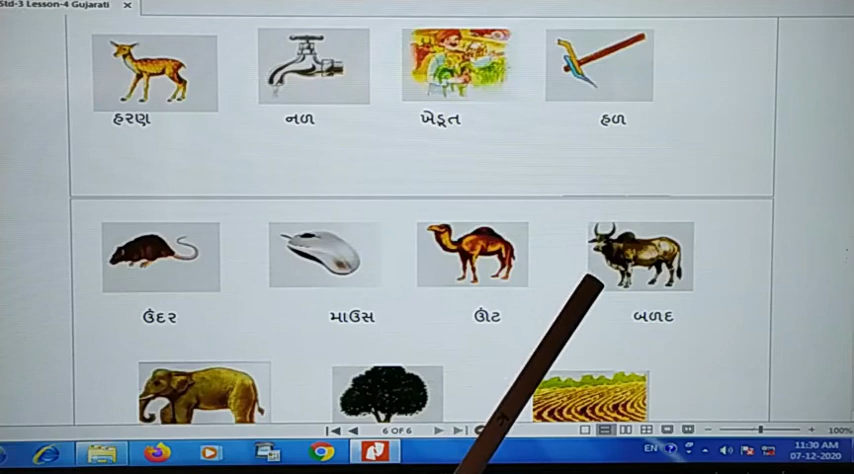 Std-3 Lesson-4 Gujarati
હરણ નળ ખેડૂત હળ
ઉંદર માઉસ ઊંટ બળદ
6 OF 6
100%
EN
11:30 AM
07-12-2020